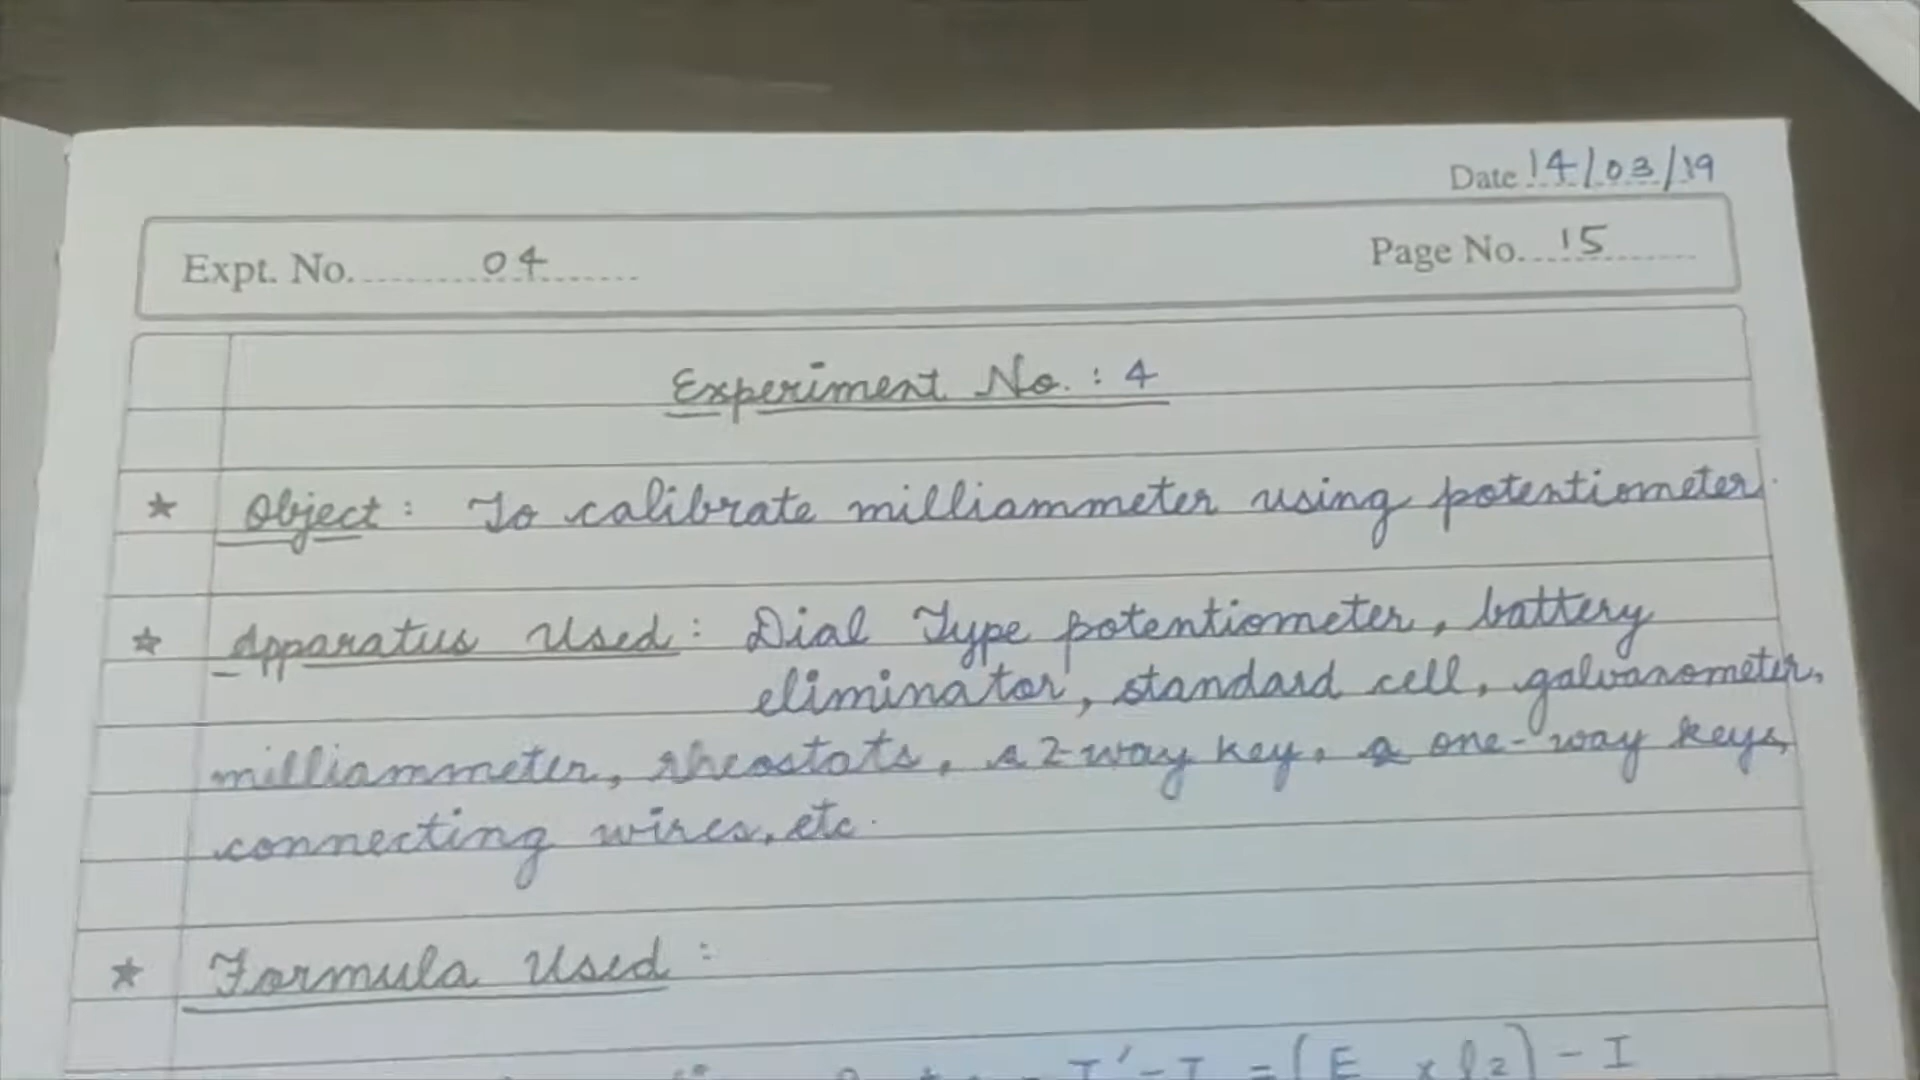 Date 14/03/19
Expt. No. 04
Page No. 15
Experiment No. : 4
☆ Object : To calibrate milliammeter using potentiometer.
☆ Apparatus Used : Dial Type potentiometer, battery
eliminator, standard cell, galvanometer,
milliammeter, rheostats, a 2-way key, one-way keys,
connecting wires, etc.
☆ Formula Used :
I' - I = (E x l2) - I